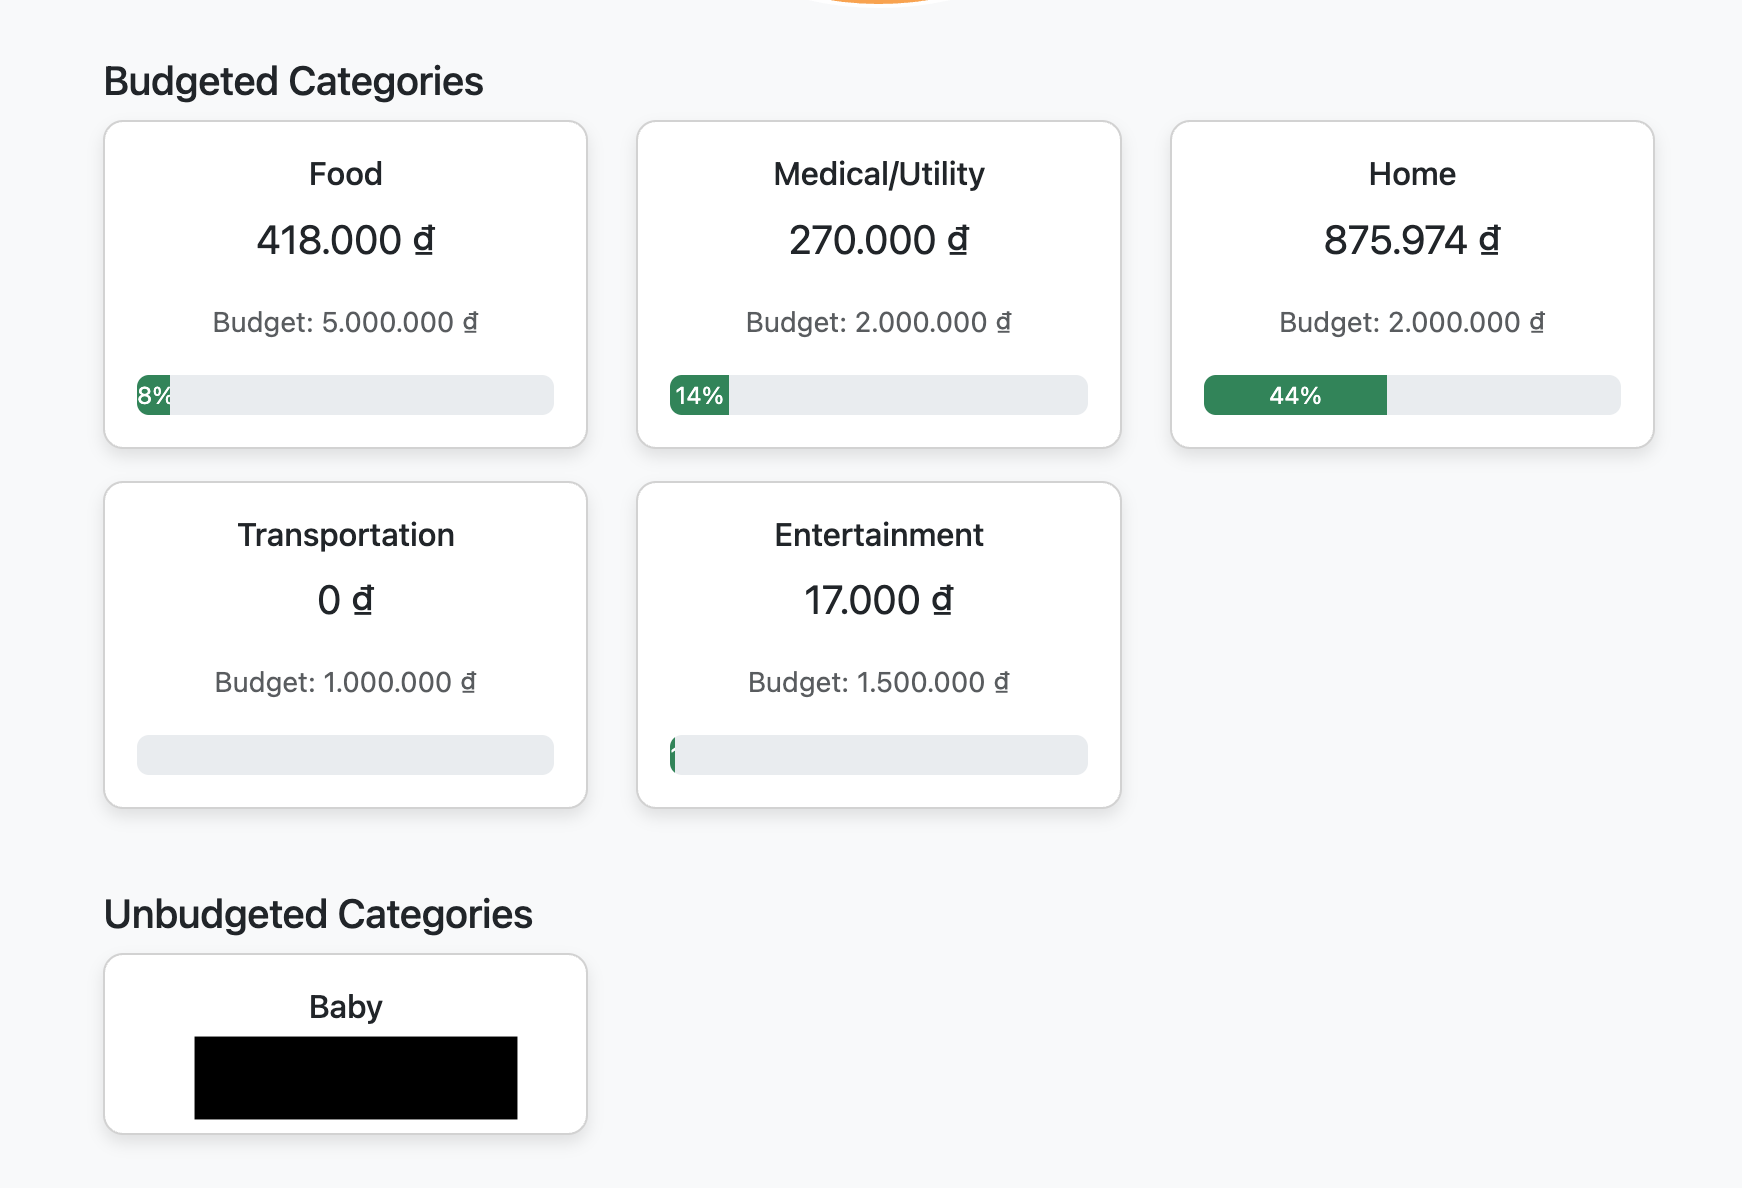 Budgeted Categories
Food
418.000 ₫
Budget: 5.000.000 ₫
8%
Medical/Utility
270.000 ₫
Budget: 2.000.000 ₫
14%
Home
875.974 ₫
Budget: 2.000.000 ₫
44%
Transportation
0 ₫
Budget: 1.000.000 ₫
Entertainment
17.000 ₫
Budget: 1.500.000 ₫
Unbudgeted Categories
Baby